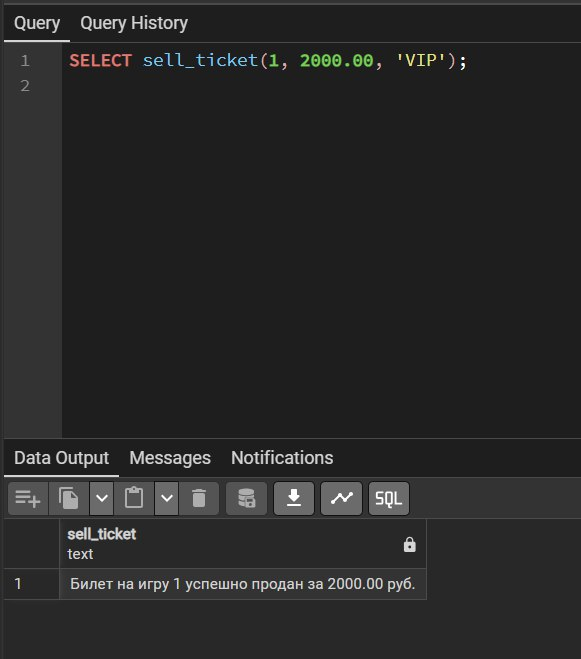 Query Query History
1 SELECT sell_ticket(1, 2000.00, 'VIP');
2
Data Output Messages Notifications
SQL
sell_ticket
text
1 Билет на игру 1 успешно продан за 2000.00 руб.